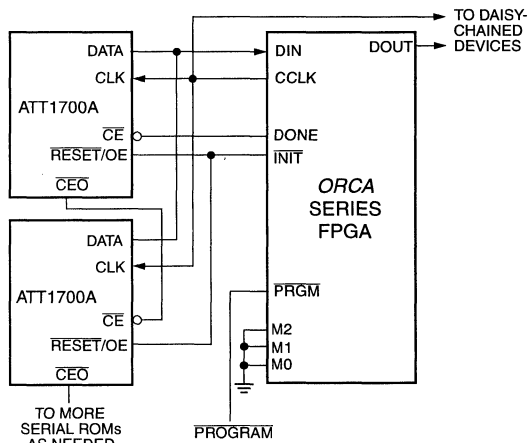 TO DAISY-
CHAINED
DEVICES
DATA
CLK
ATT1700A
CE
RESET/OE
CEO
DIN
DOUT
CCLK
DONE
INIT
ORCA
SERIES
FPGA
PRGM
M2
M1
M0
DATA
CLK
ATT1700A
CE
RESET/OE
CEO
TO MORE
SERIAL ROMs
AS NEEDED
PROGRAM